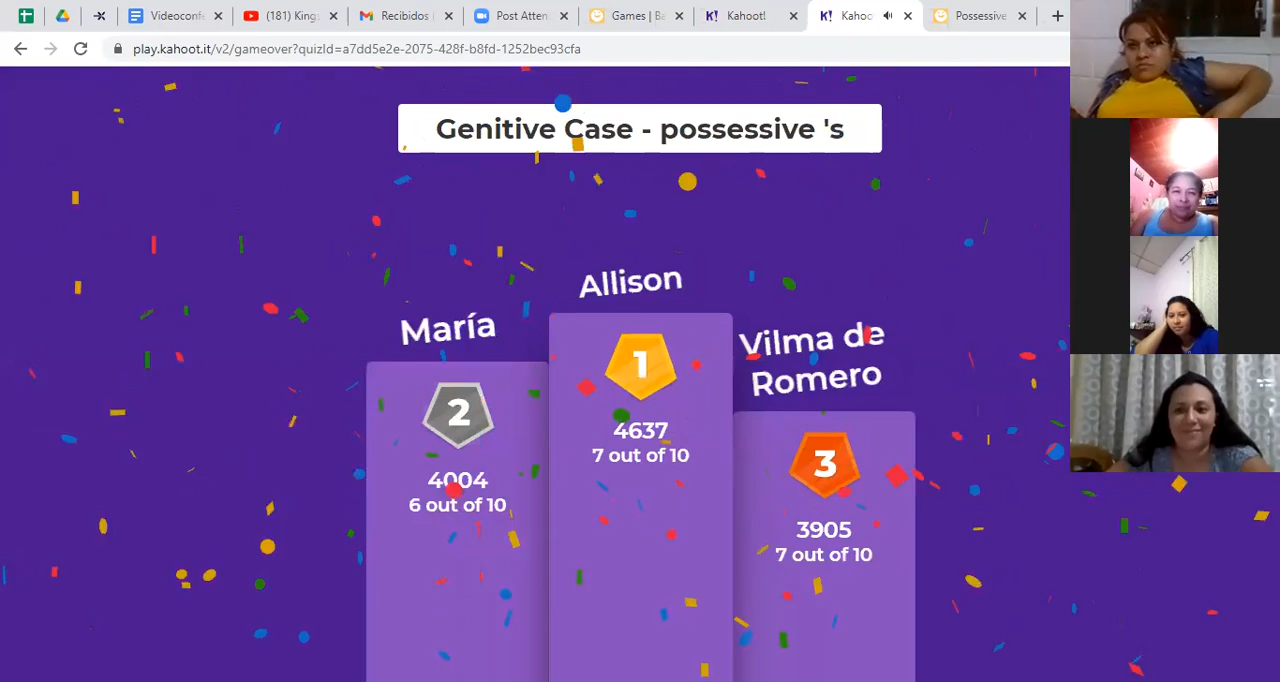 Videoconf
(181) King
Recibidos
Post Atten
Games | Ba
Kahoot!
Kahoo
Possessive
play.kahoot.it/v2/gameover?quizId=a7dd5e2e-2075-428f-b8fd-1252bec93cfa
Genitive Case - possessive 's
Allison
1
4637
7 out of 10
María
2
4004
6 out of 10
Vilma de
Romero
3
3905
7 out of 10